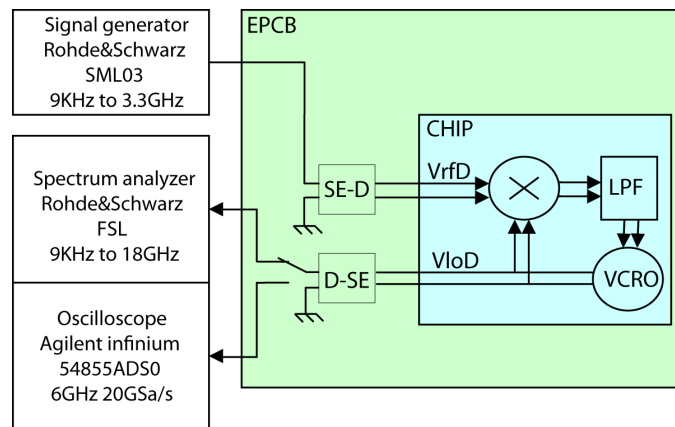 Signal generator
Rohde&Schwarz
SML03
9KHz to 3.3GHz
Spectrum analyzer
Rohde&Schwarz
FSL
9KHz to 18GHz
Oscilloscope
Agilent infinium
54855ADS0
6GHz 20GSa/s
EPCB
CHIP
SE-D
VrfD
LPF
D-SE
VloD
VCRO